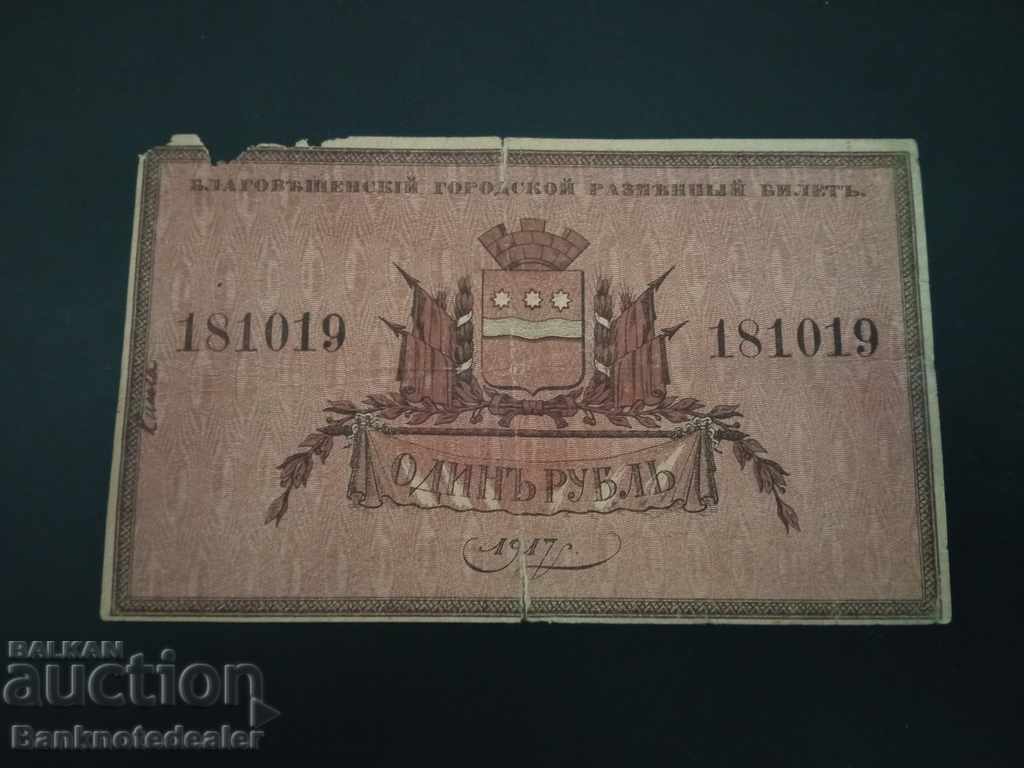 БЛАГОВѢЩЕНСКІЙ ГОРОДСКОЙ РАЗМѢННЫЙ БИЛЕТЪ.
181019 181019
ОДИНЪ РУБЛЬ
1917
BALKAN
auction
Banknotedealer